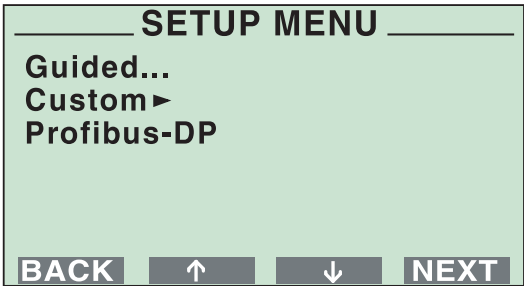 SETUP MENU
Guided...
Custom ►
Profibus-DP
BACK ↑ ↓ NEXT